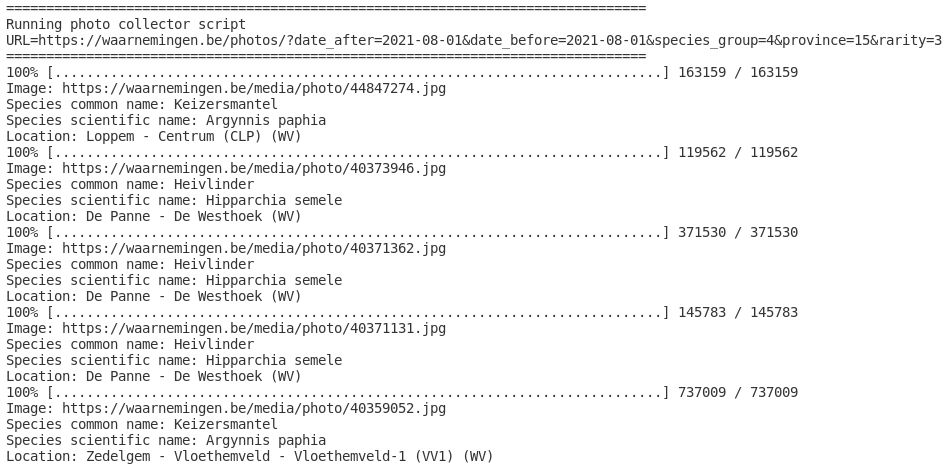 ================================================================================
Running photo collector script
URL=https://waarnemingen.be/photos/?date_after=2021-08-01&date_before=2021-08-01&species_group=4&province=15&rarity=3
================================================================================
100% [............................................................................] 163159 / 163159
Image: https://waarnemingen.be/media/photo/44847274.jpg
Species common name: Keizersmantel
Species scientific name: Argynnis paphia
Location: Loppem - Centrum (CLP) (WV)
100% [............................................................................] 119562 / 119562
Image: https://waarnemingen.be/media/photo/40373946.jpg
Species common name: Heivlinder
Species scientific name: Hipparchia semele
Location: De Panne - De Westhoek (WV)
100% [............................................................................] 371530 / 371530
Image: https://waarnemingen.be/media/photo/40371362.jpg
Species common name: Heivlinder
Species scientific name: Hipparchia semele
Location: De Panne - De Westhoek (WV)
100% [............................................................................] 145783 / 145783
Image: https://waarnemingen.be/media/photo/40371131.jpg
Species common name: Heivlinder
Species scientific name: Hipparchia semele
Location: De Panne - De Westhoek (WV)
100% [............................................................................] 737009 / 737009
Image: https://waarnemingen.be/media/photo/40359052.jpg
Species common name: Keizersmantel
Species scientific name: Argynnis paphia
Location: Zedelgem - Vloethemveld - Vloethemveld-1 (VV1) (WV)